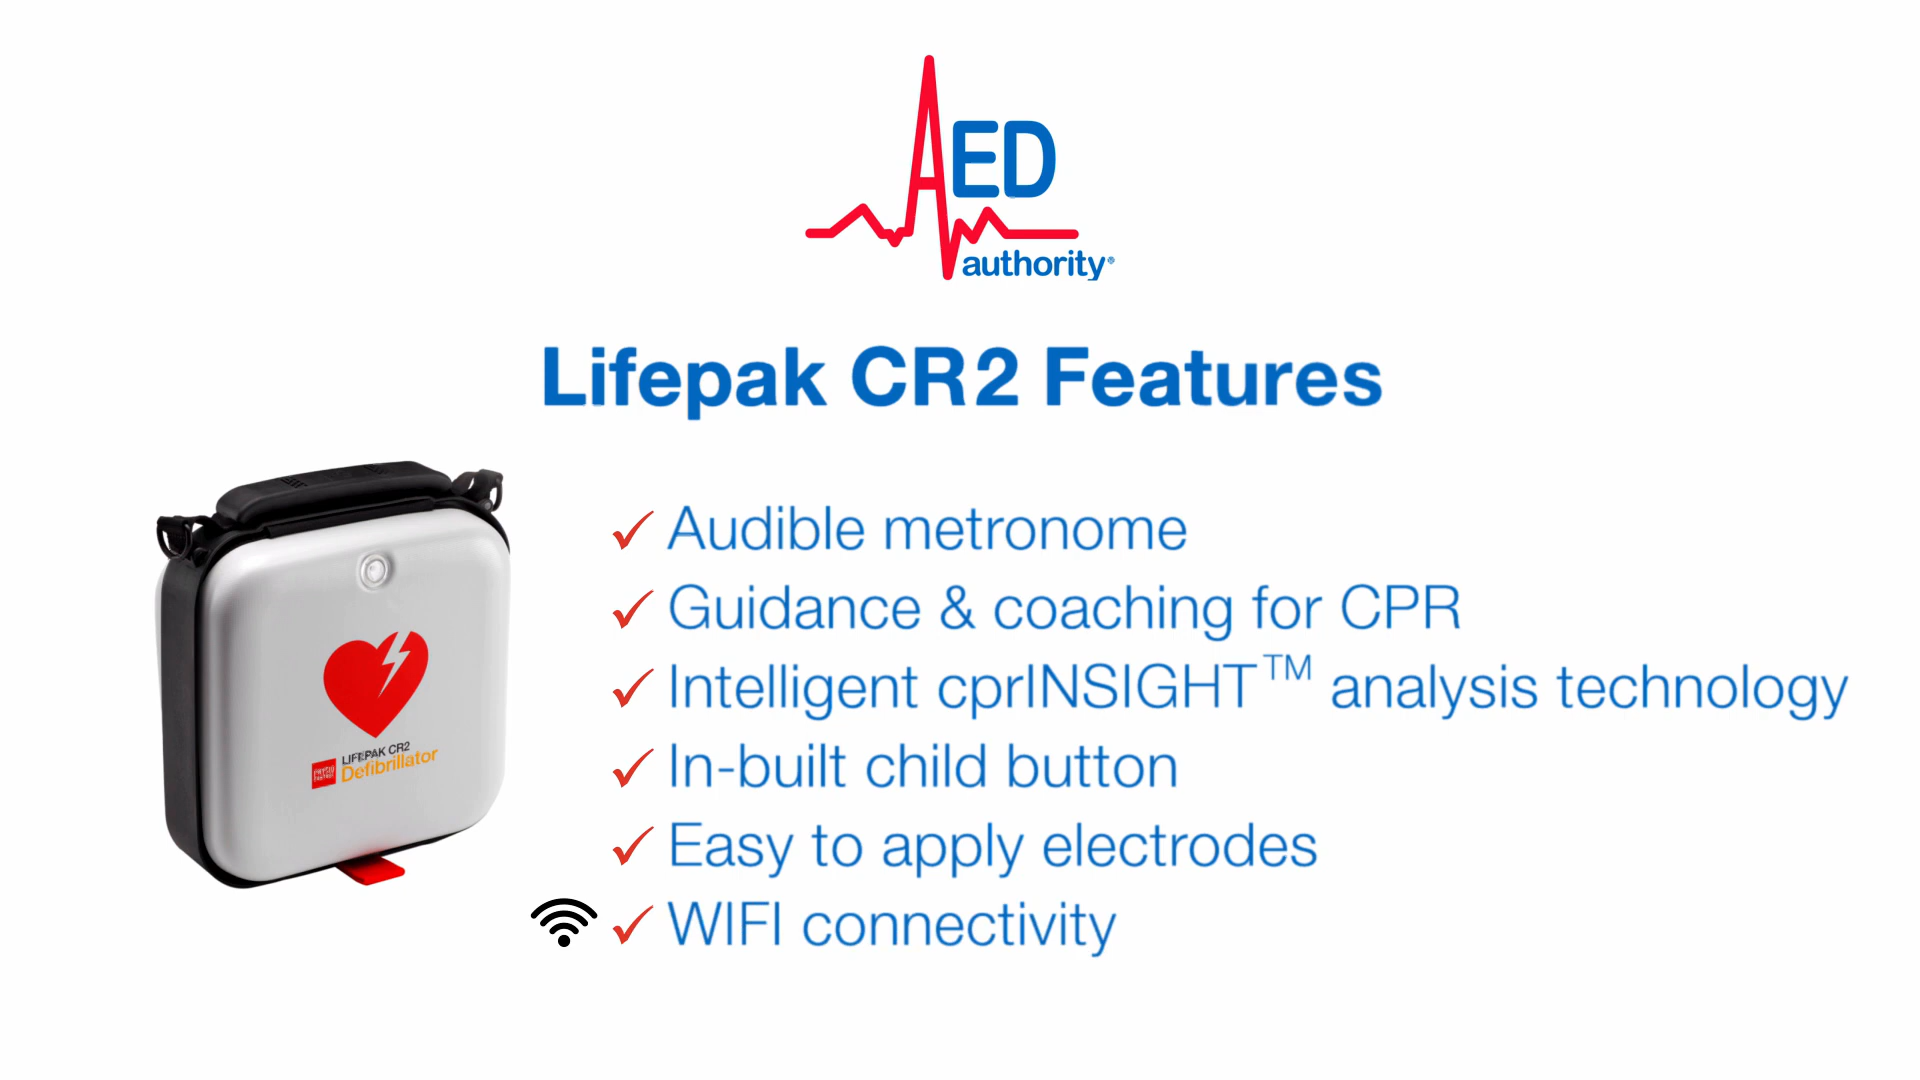 AED
authority®
Lifepak CR2 Features
✓ Audible metronome
✓ Guidance & coaching for CPR
✓ Intelligent cprINSIGHT™ analysis technology
✓ In-built child button
✓ Easy to apply electrodes
✓ WIFI connectivity
LIFEPAK CR2
Defibrillator